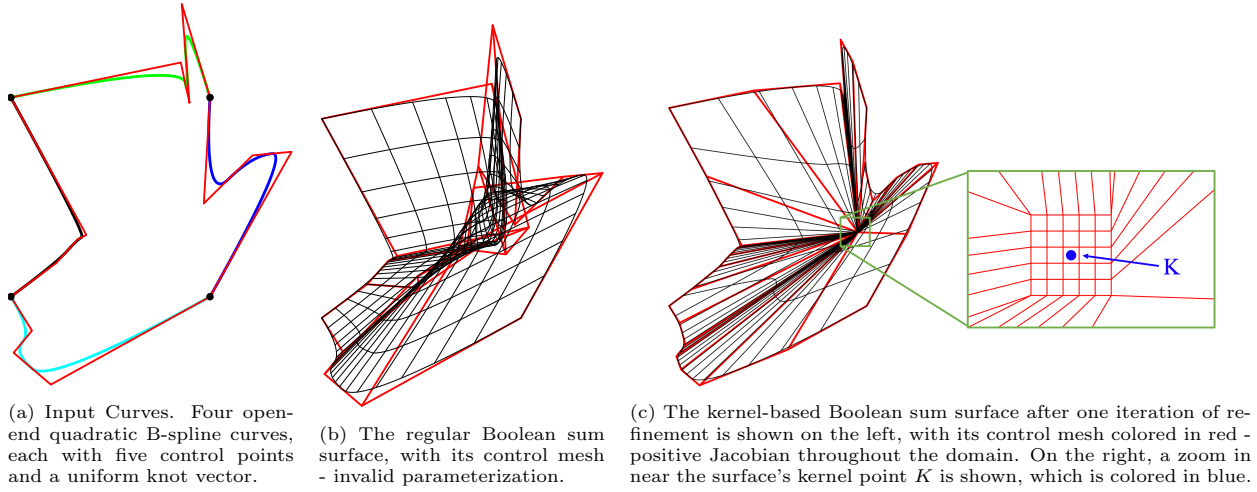 K
(a) Input Curves. Four open-
end quadratic B-spline curves,
each with five control points
and a uniform knot vector.
(b) The regular Boolean sum
surface, with its control mesh
- invalid parameterization.
(c) The kernel-based Boolean sum surface after one iteration of re-
finement is shown on the left, with its control mesh colored in red -
positive Jacobian throughout the domain. On the right, a zoom in
near the surface's kernel point K is shown, which is colored in blue.